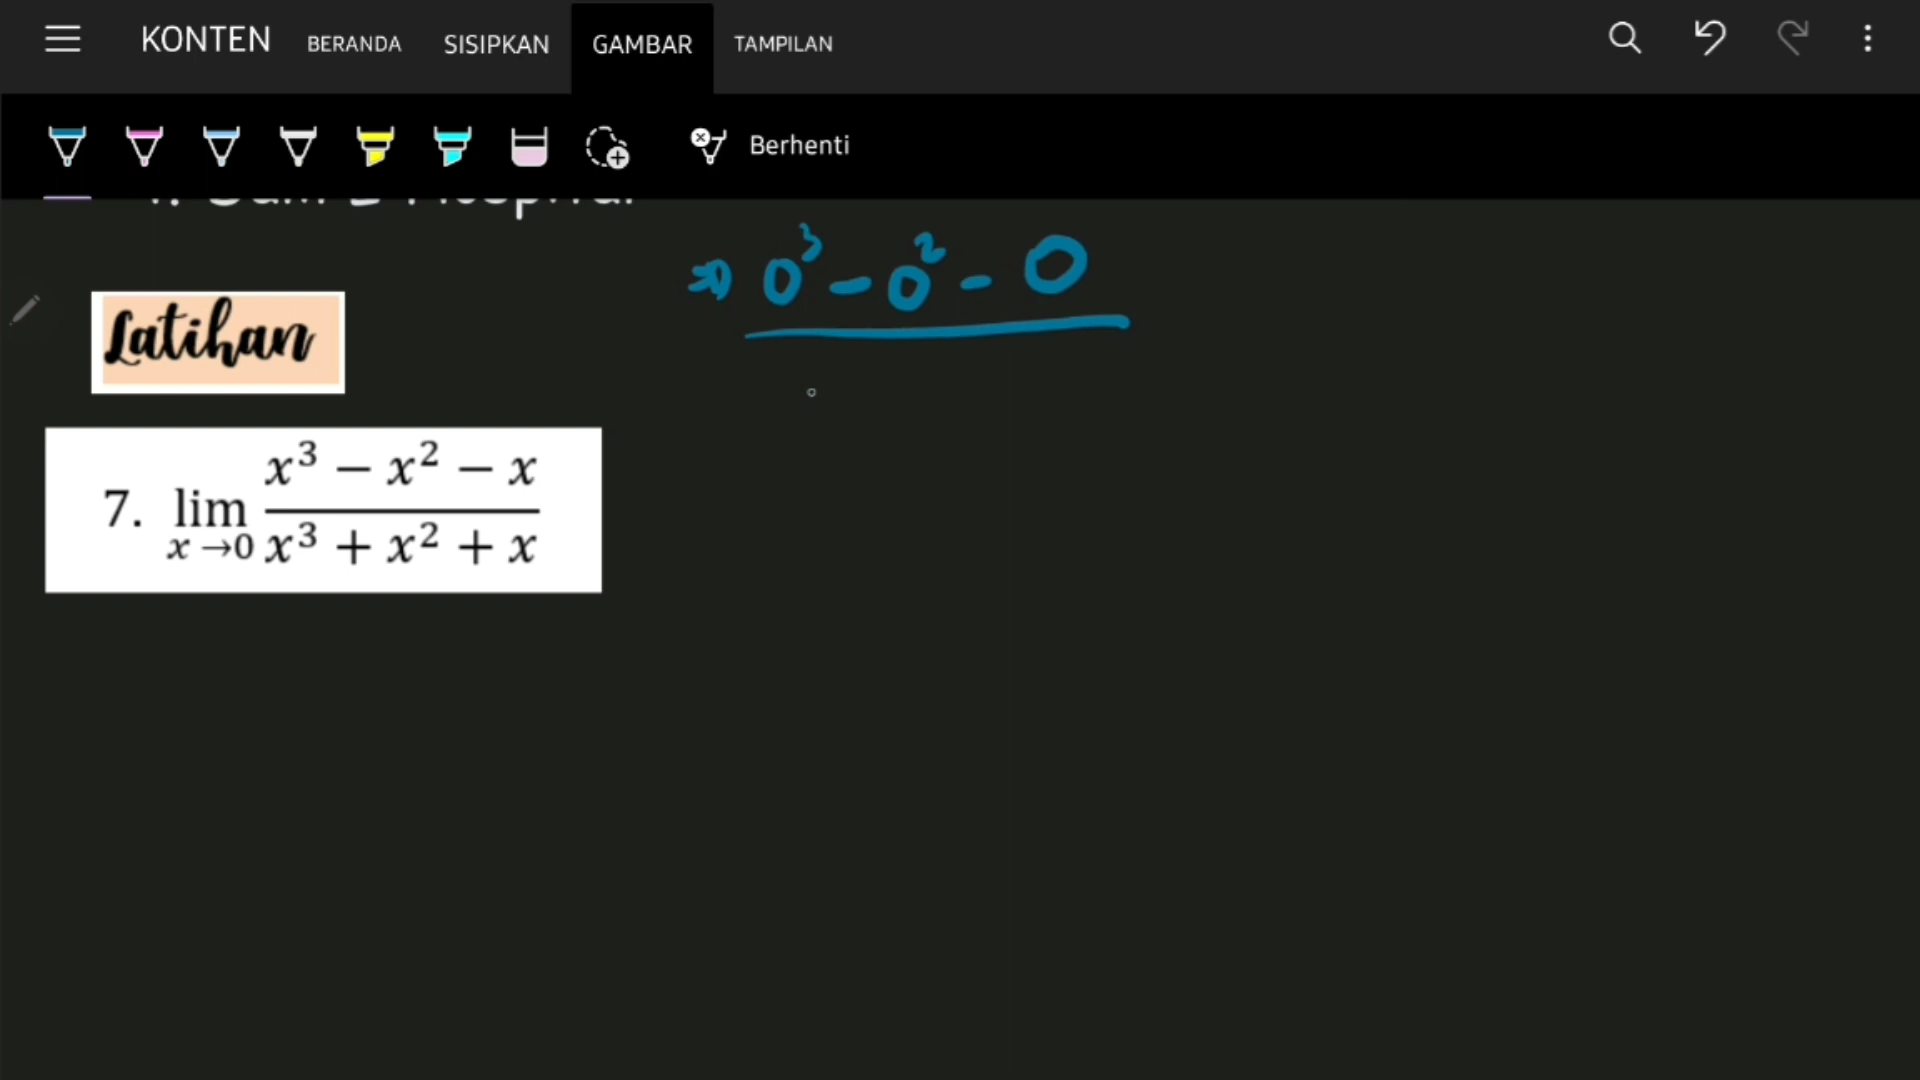 KONTEN BERANDA SISIPKAN GAMBAR TAMPILAN
Berhenti
⇒ 0³ - 0² - 0
Latihan
7. lim x→0 (x³ − x² − x)/(x³ + x² + x)